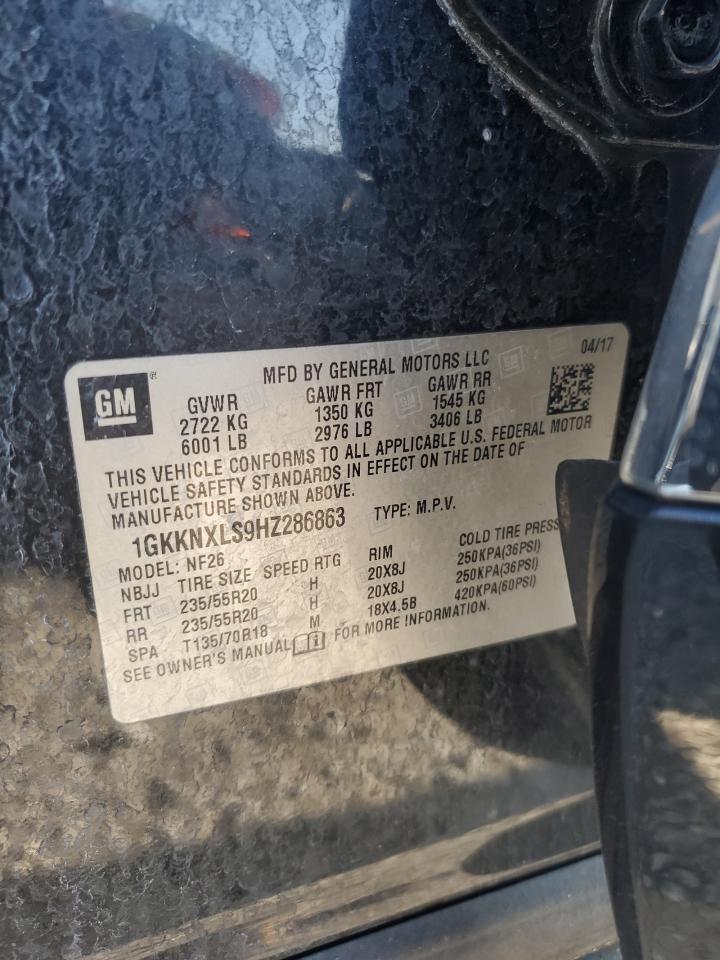 GM®
MFD BY GENERAL MOTORS LLC 04/17
GVWR GAWR FRT GAWR RR
2722 KG 1350 KG 1545 KG
6001 LB 2976 LB 3406 LB
THIS VEHICLE CONFORMS TO ALL APPLICABLE U.S. FEDERAL MOTOR
VEHICLE SAFETY STANDARDS IN EFFECT ON THE DATE OF
MANUFACTURE SHOWN ABOVE.
1GKKNXLS9HZ286863 TYPE: M.P.V.
MODEL: NF26
NBJJ TIRE SIZE SPEED RTG RIM COLD TIRE PRESS
FRT 235/55R20 H 20X8J 250KPA(36PSI)
RR 235/55R20 H 20X8J 250KPA(36PSI)
SPA T135/70R18 M 18X4.5B 420KPA(60PSI)
SEE OWNER'S MANUAL i FOR MORE INFORMATION.